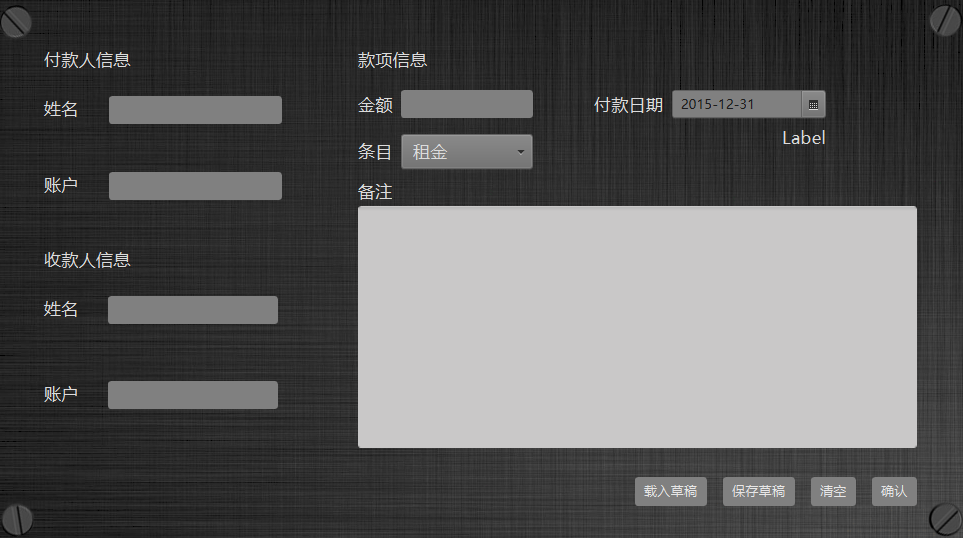 付款人信息
姓名
账户
收款人信息
姓名
账户
款项信息
金额
付款日期 2015-12-31
Label
条目 租金
备注
载入草稿 保存草稿 清空 确认